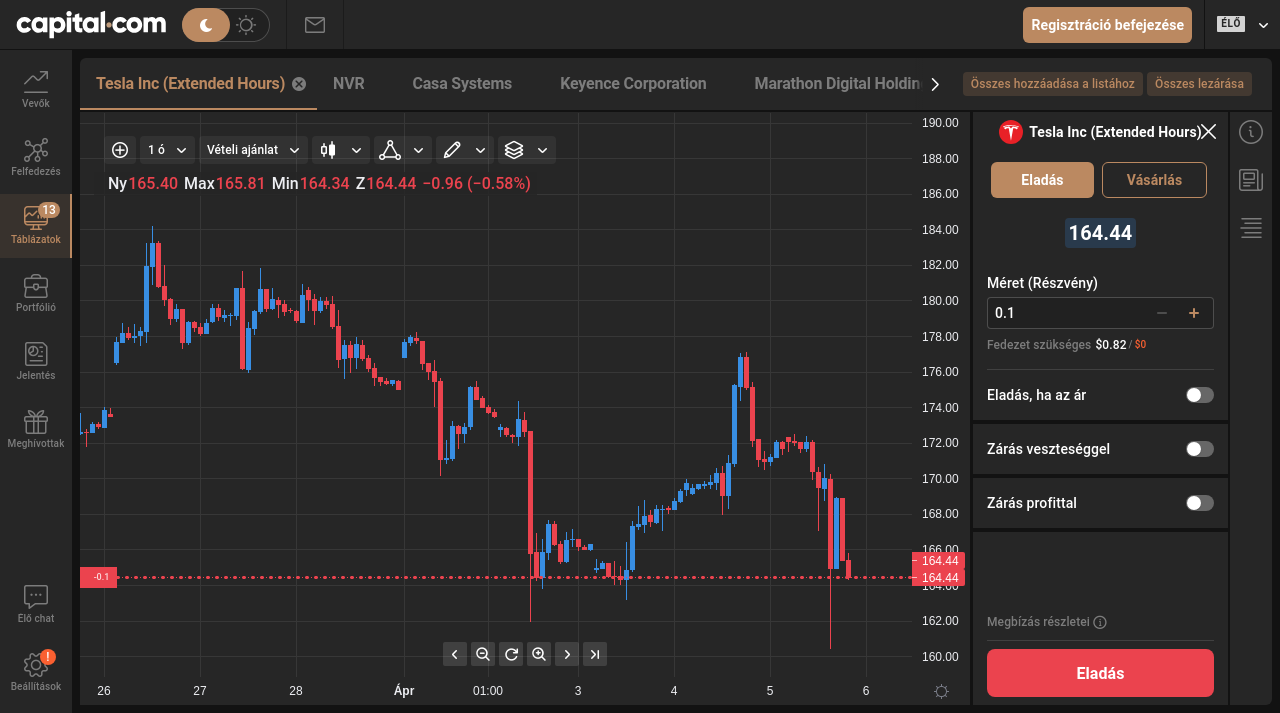 capital.com
Regisztráció befejezése
ÉLŐ
Vevők
Felfedezés
13
Táblázatok
Portfólió
Jelentés
Meghívottak
Elő chat
!
Beállítások
Tesla Inc (Extended Hours)
NVR
Casa Systems
Keyence Corporation
Marathon Digital Holdin
Összes hozzáadása a listához
Összes lezárása
1 ó
Vételi ajánlat
Ny165.40 Max165.81 Min164.34 Z164.44 −0.96 (−0.58%)
190.00
188.00
186.00
184.00
182.00
180.00
178.00
176.00
174.00
172.00
170.00
168.00
166.00
164.44
164.44
164.00
162.00
160.00
-0.1
26
27
28
Ápr
01:00
3
4
5
6
Tesla Inc (Extended Hours)
Eladás
Vásárlás
164.44
Méret (Részvény)
0.1
Fedezet szükséges $0.82 / $0
Eladás, ha az ár
Zárás veszteséggel
Zárás profittal
Megbízás részletei
Eladás